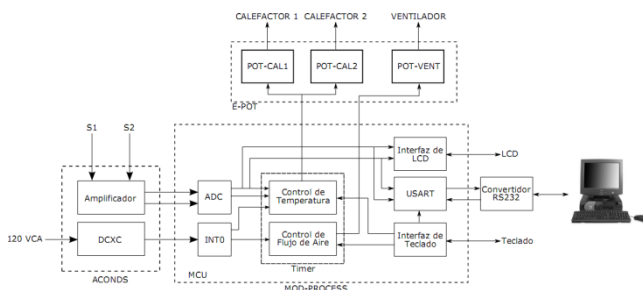 CALEFACTOR 1
CALEFACTOR 2
VENTILADOR
POT-CAL1
POT-CAL2
POT-VENT
E-POT
S1
S2
Interfaz de
LCD
LCD
Amplificador
ADC
Control de
Temperatura
USART
Convertidor
RS232
120 VCA
DCXC
INT0
Control de
Flujo de Aire
Interfaz de
Teclado
Teclado
Timer
MCU
ACONDS
MOD-PROCESS